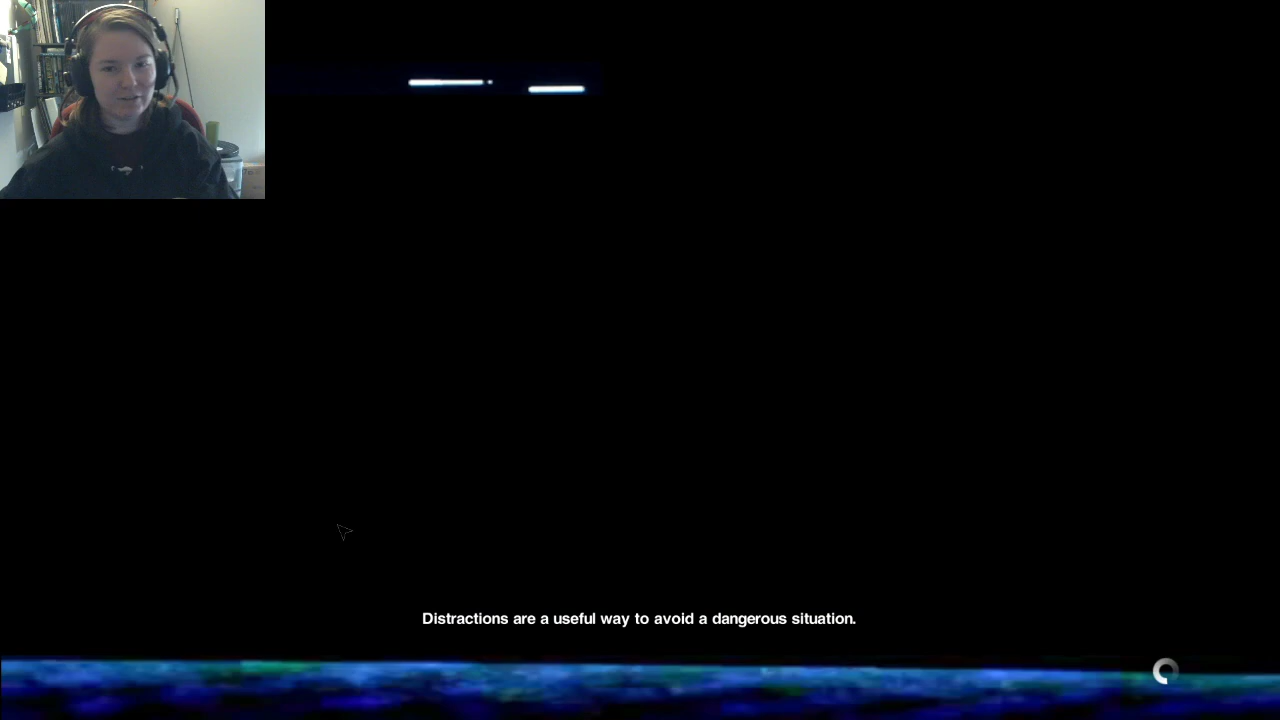 Distractions are a useful way to avoid a dangerous situation.